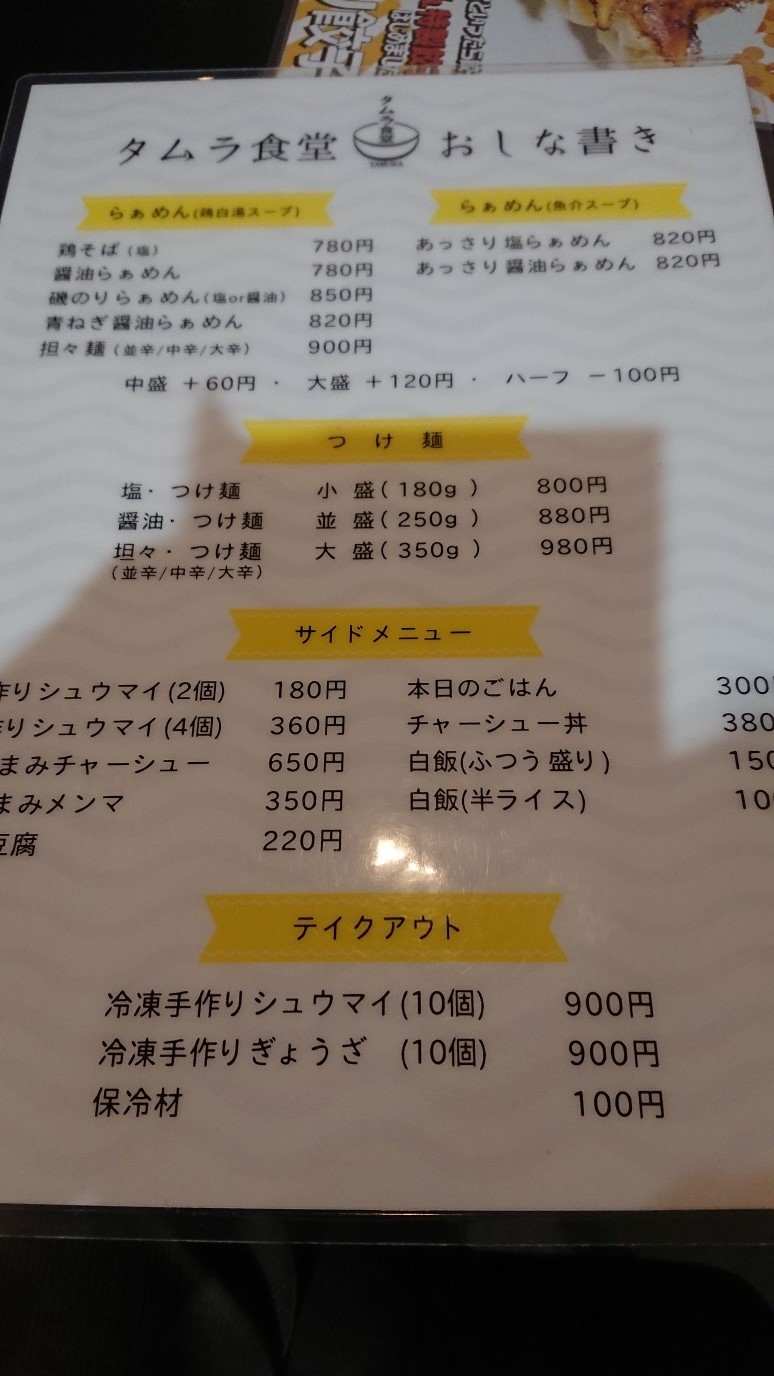 タムラ食堂
タムラ食堂 おしな書き
らぁめん(鶏白湯スープ)
鶏そば(塩) 780円
醤油らぁめん 780円
磯のりらぁめん(塩or醤油) 850円
青ねぎ醤油らぁめん 820円
担々麺(並辛/中辛/大辛) 900円
らぁめん(魚介スープ)
あっさり塩らぁめん 820円
あっさり醤油らぁめん 820円
中盛 +60円 ・ 大盛 +120円 ・ ハーフ -100円
つけ麺
塩・つけ麺 小盛(180g) 800円
醤油・つけ麺 並盛(250g) 880円
坦々・つけ麺 大盛(350g) 980円
(並辛/中辛/大辛)
サイドメニュー
作りシュウマイ(2個) 180円
作りシュウマイ(4個) 360円
まみチャーシュー 650円
まみメンマ 350円
豆腐 220円
本日のごはん 300
チャーシュー丼 380
白飯(ふつう盛り) 150
白飯(半ライス) 10
テイクアウト
冷凍手作りシュウマイ(10個) 900円
冷凍手作りぎょうざ (10個) 900円
保冷材 100円